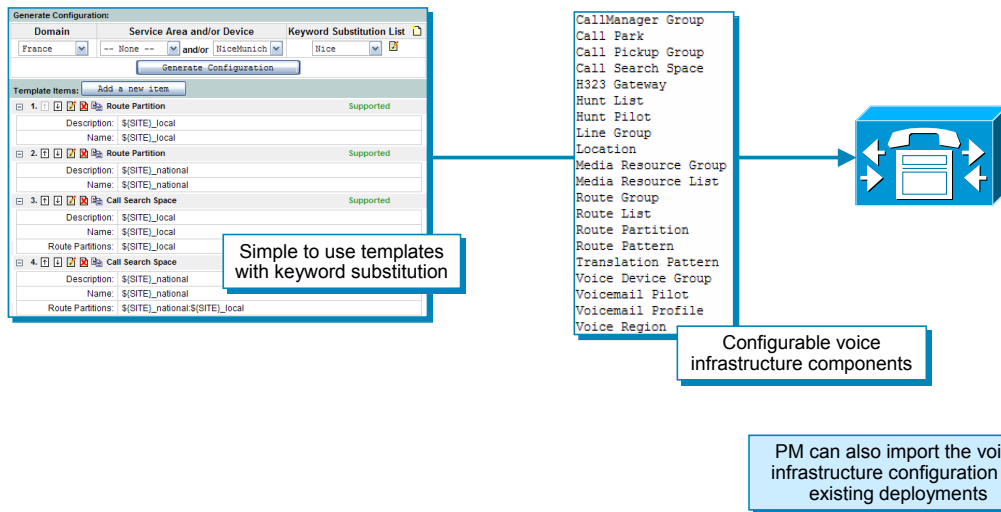 Generate Configuration:
Domain Service Area and/or Device Keyword Substitution List
France -- None -- and/or NiceMunich Nice
Generate Configuration
Template Items: Add a new item
1. Route Partition Supported
Description: ${SITE}_local
Name: ${SITE}_local
2. Route Partition Supported
Description: ${SITE}_national
Name: ${SITE}_national
3. Call Search Space Supported
Description: ${SITE}_local
Name: ${SITE}_local
Route Partitions: ${SITE}_local
4. Call Search Space
Description: ${SITE}_national
Name: ${SITE}_national
Route Partitions: ${SITE}_national:${SITE}_local
Simple to use templates
with keyword substitution
CallManager Group
Call Park
Call Pickup Group
Call Search Space
H323 Gateway
Hunt List
Hunt Pilot
Line Group
Location
Media Resource Group
Media Resource List
Route Group
Route List
Route Partition
Route Pattern
Translation Pattern
Voice Device Group
Voicemail Pilot
Voicemail Profile
Voice Region
Configurable voice
infrastructure components
PM can also import the voi
infrastructure configuration
existing deployments